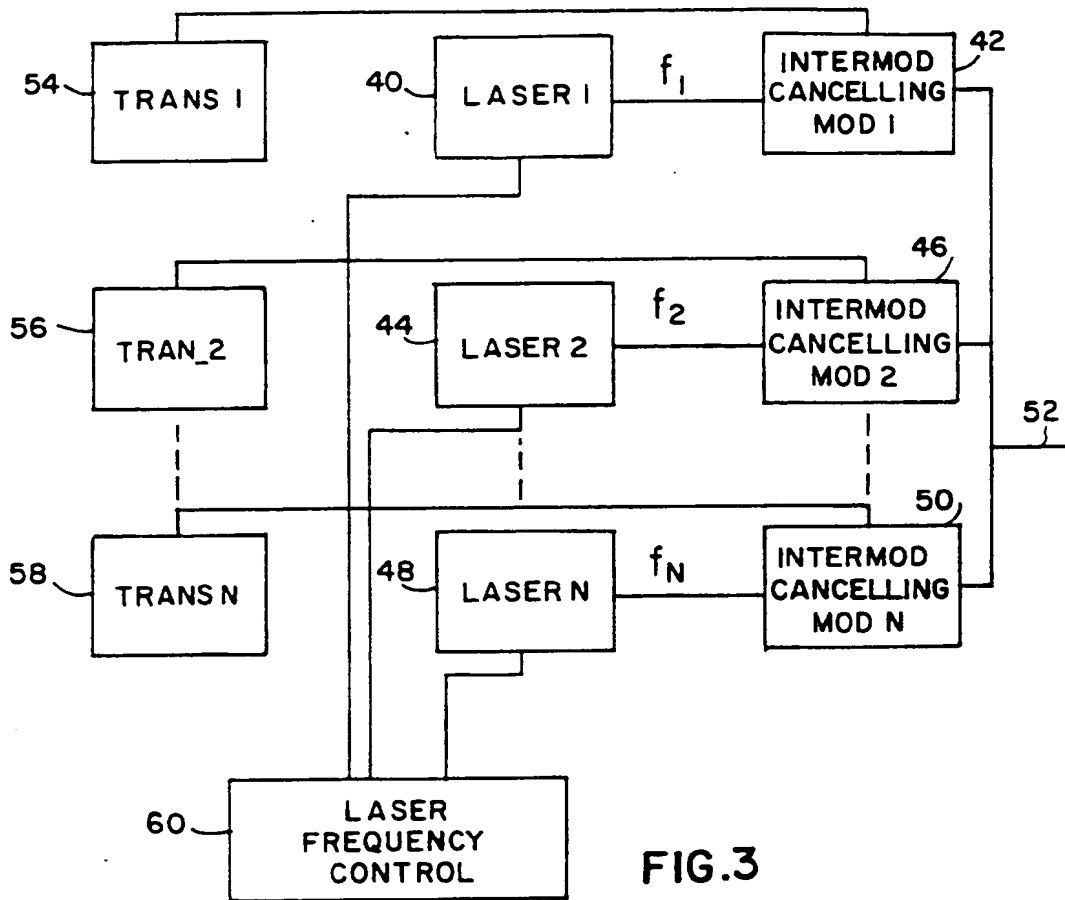 54
TRANS 1
40
LASER 1
f1
INTERMOD
CANCELLING
MOD 1
42
56
TRAN_2
44
LASER 2
f2
INTERMOD
CANCELLING
MOD 2
46
52
58
TRANS N
48
LASER N
fN
INTERMOD
CANCELLING
MOD N
50
60
LASER
FREQUENCY
CONTROL
FIG.3